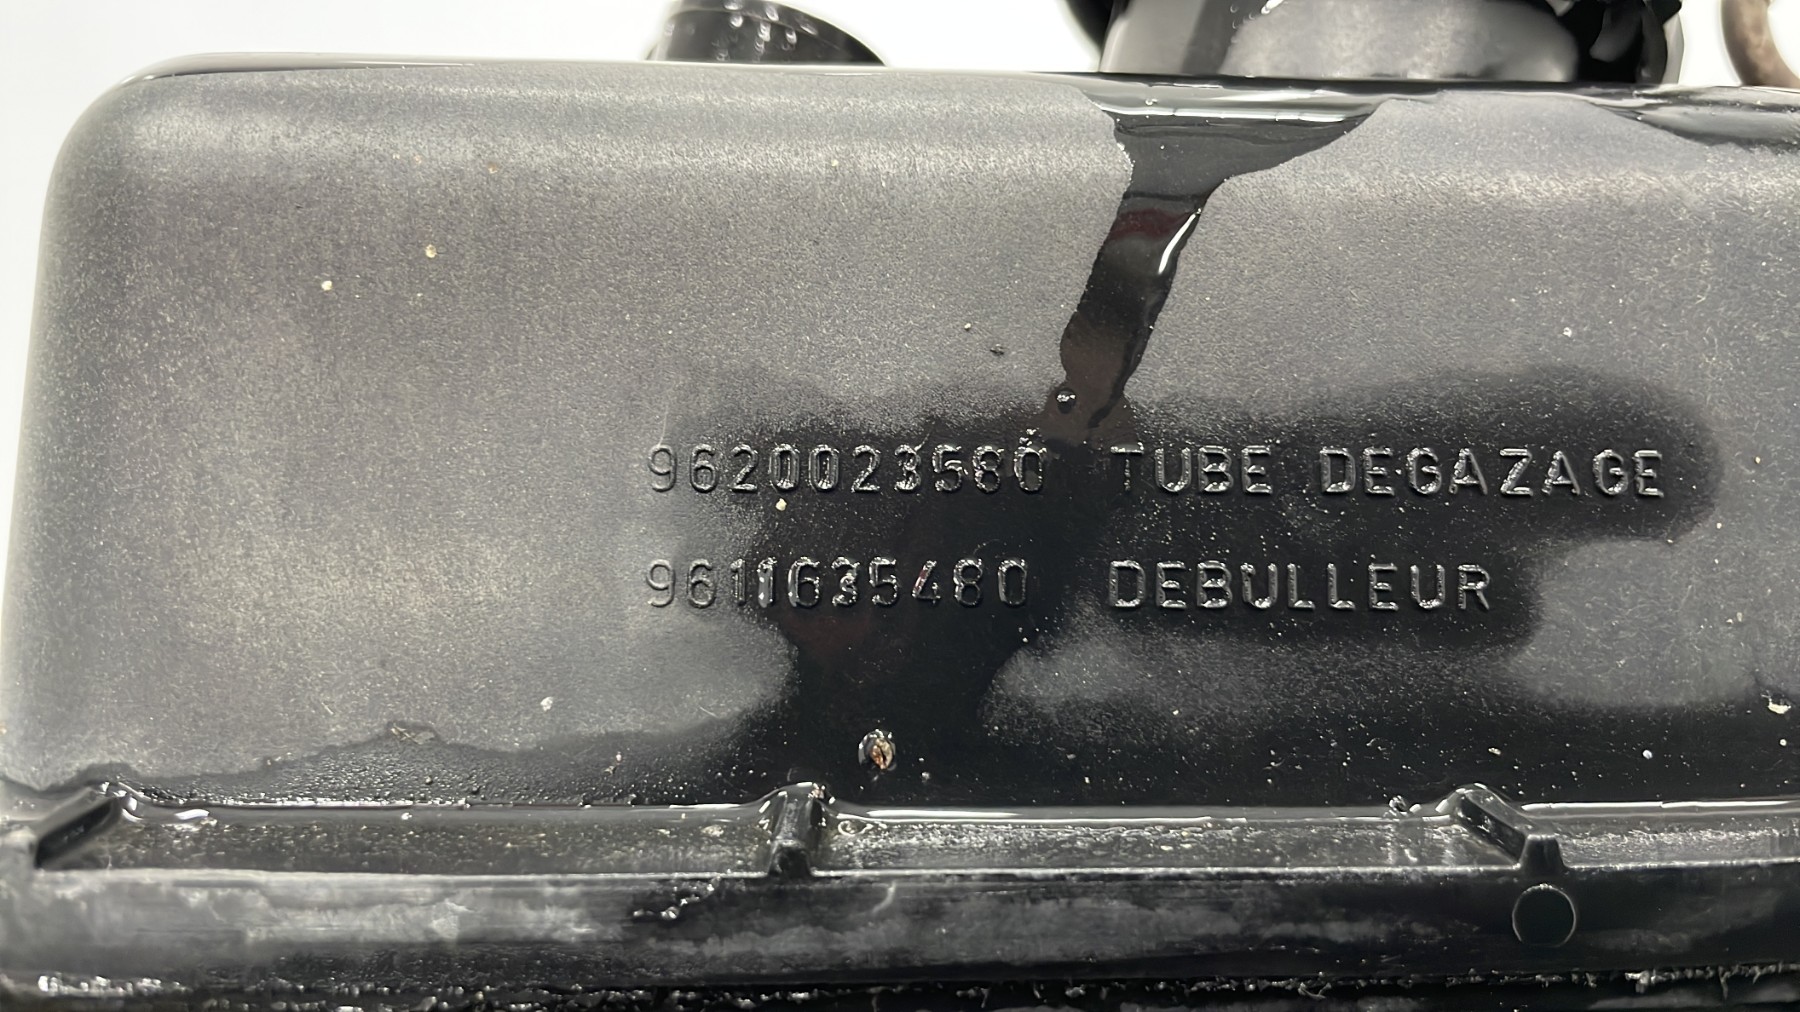 9620023580 TUBE DEGAZAGE
9611635480 DEBULLEUR